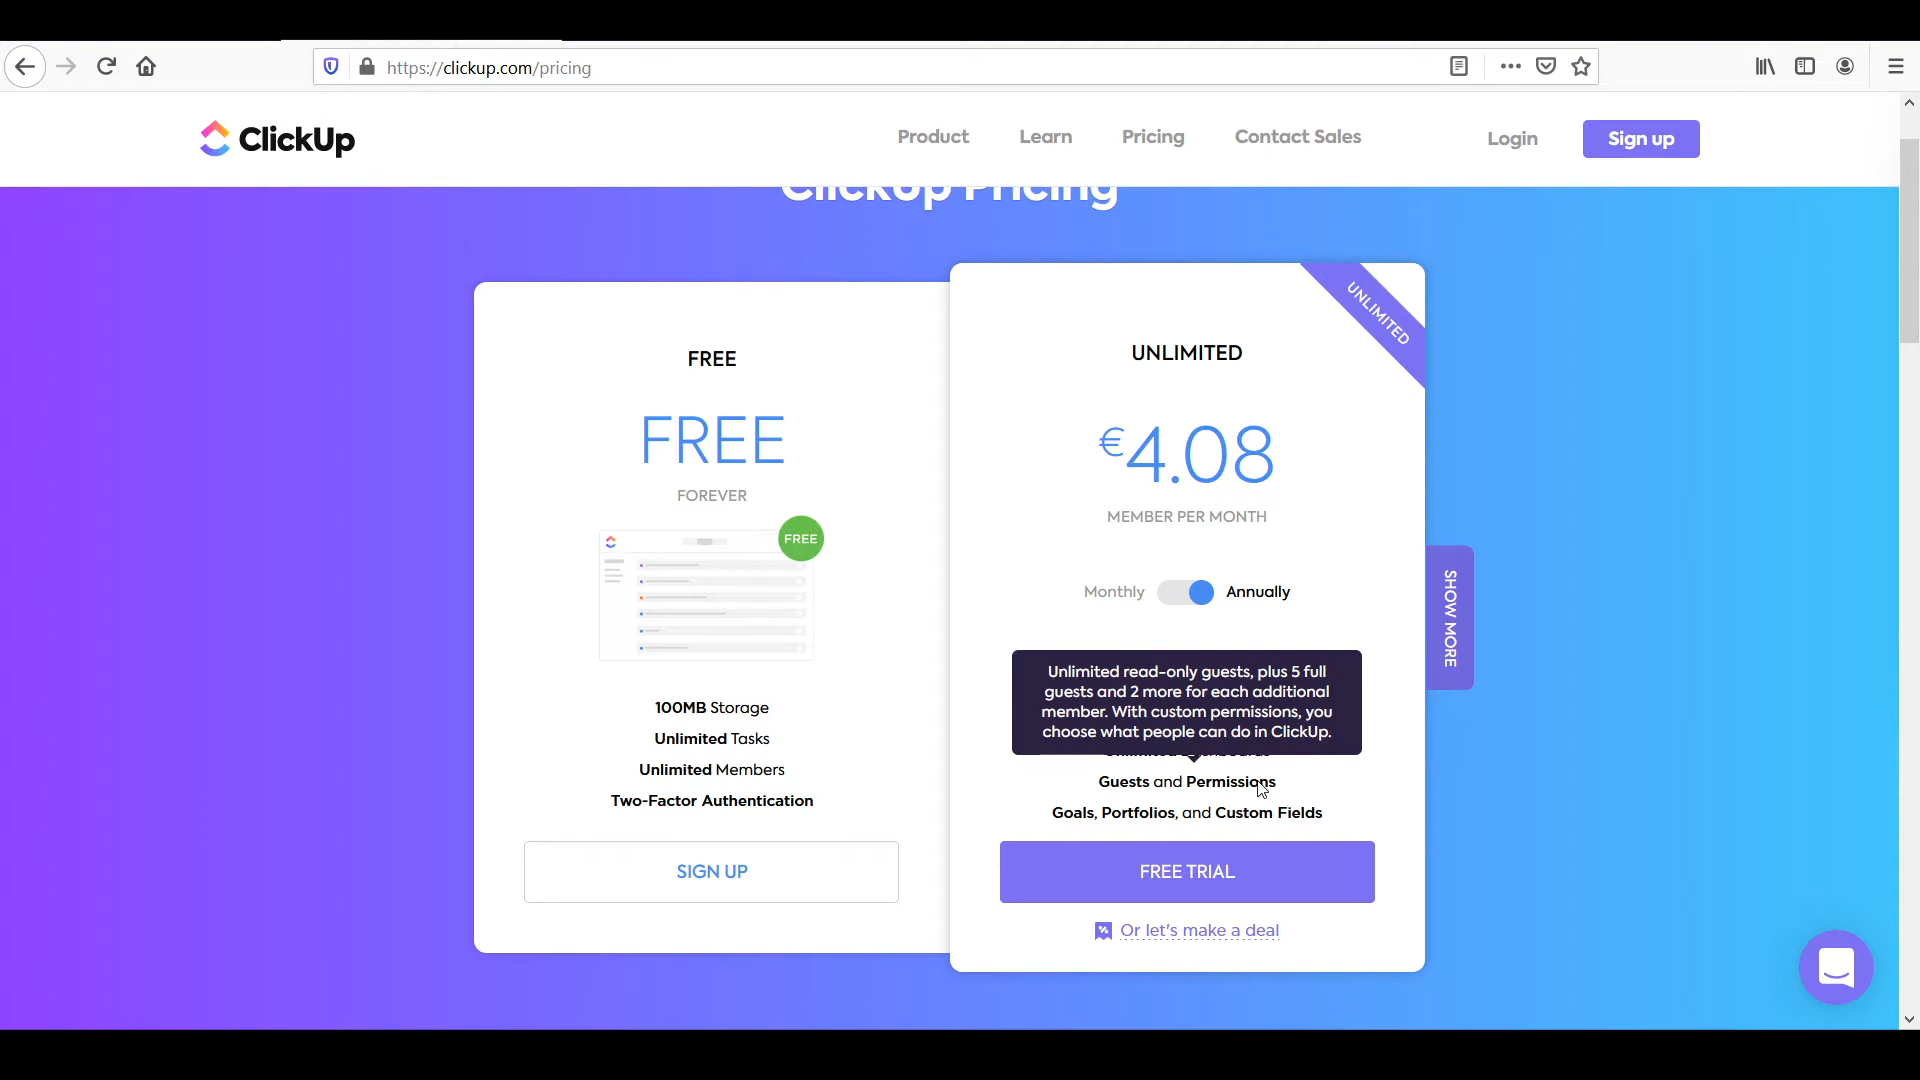 https://clickup.com/pricing
ClickUp
Product
Learn
Pricing
Contact Sales
Login
Sign up
ClickUp Pricing
FREE
FREE
FOREVER
FREE
100MB Storage
Unlimited Tasks
Unlimited Members
Two-Factor Authentication
SIGN UP
UNLIMITED
UNLIMITED
€4.08
MEMBER PER MONTH
Monthly
Annually
Unlimited read-only guests, plus 5 full
guests and 2 more for each additional
member. With custom permissions, you
choose what people can do in ClickUp.
Guests and Permissions
Goals, Portfolios, and Custom Fields
FREE TRIAL
Or let's make a deal
SHOW MORE